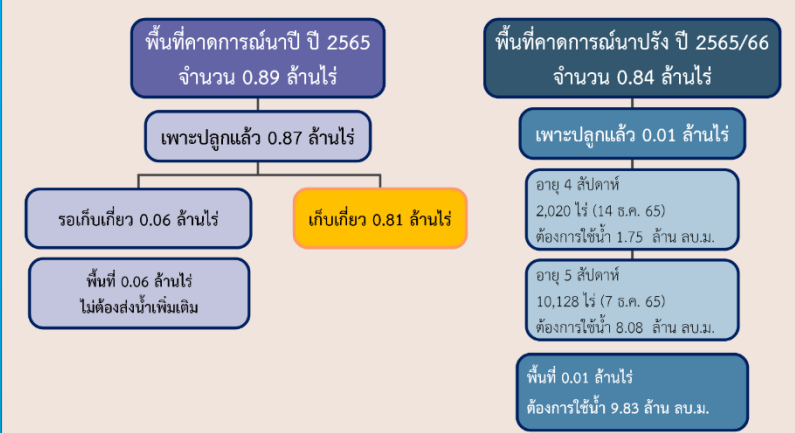 พื้นที่คาดการณ์นาปี ปี 2565
จำนวน 0.89 ล้านไร่
เพาะปลูกแล้ว 0.87 ล้านไร่
รอเก็บเกี่ยว 0.06 ล้านไร่
เก็บเกี่ยว 0.81 ล้านไร่
พื้นที่ 0.06 ล้านไร่
ไม่ต้องส่งน้ำเพิ่มเติม
พื้นที่คาดการณ์นาปรัง ปี 2565/66
จำนวน 0.84 ล้านไร่
เพาะปลูกแล้ว 0.01 ล้านไร่
อายุ 4 สัปดาห์
2,020 ไร่ (14 ธ.ค. 65)
ต้องการใช้น้ำ 1.75 ล้าน ลบ.ม.
อายุ 5 สัปดาห์
10,128 ไร่ (7 ธ.ค. 65)
ต้องการใช้น้ำ 8.08 ล้าน ลบ.ม.
พื้นที่ 0.01 ล้านไร่
ต้องการใช้น้ำ 9.83 ล้าน ลบ.ม.